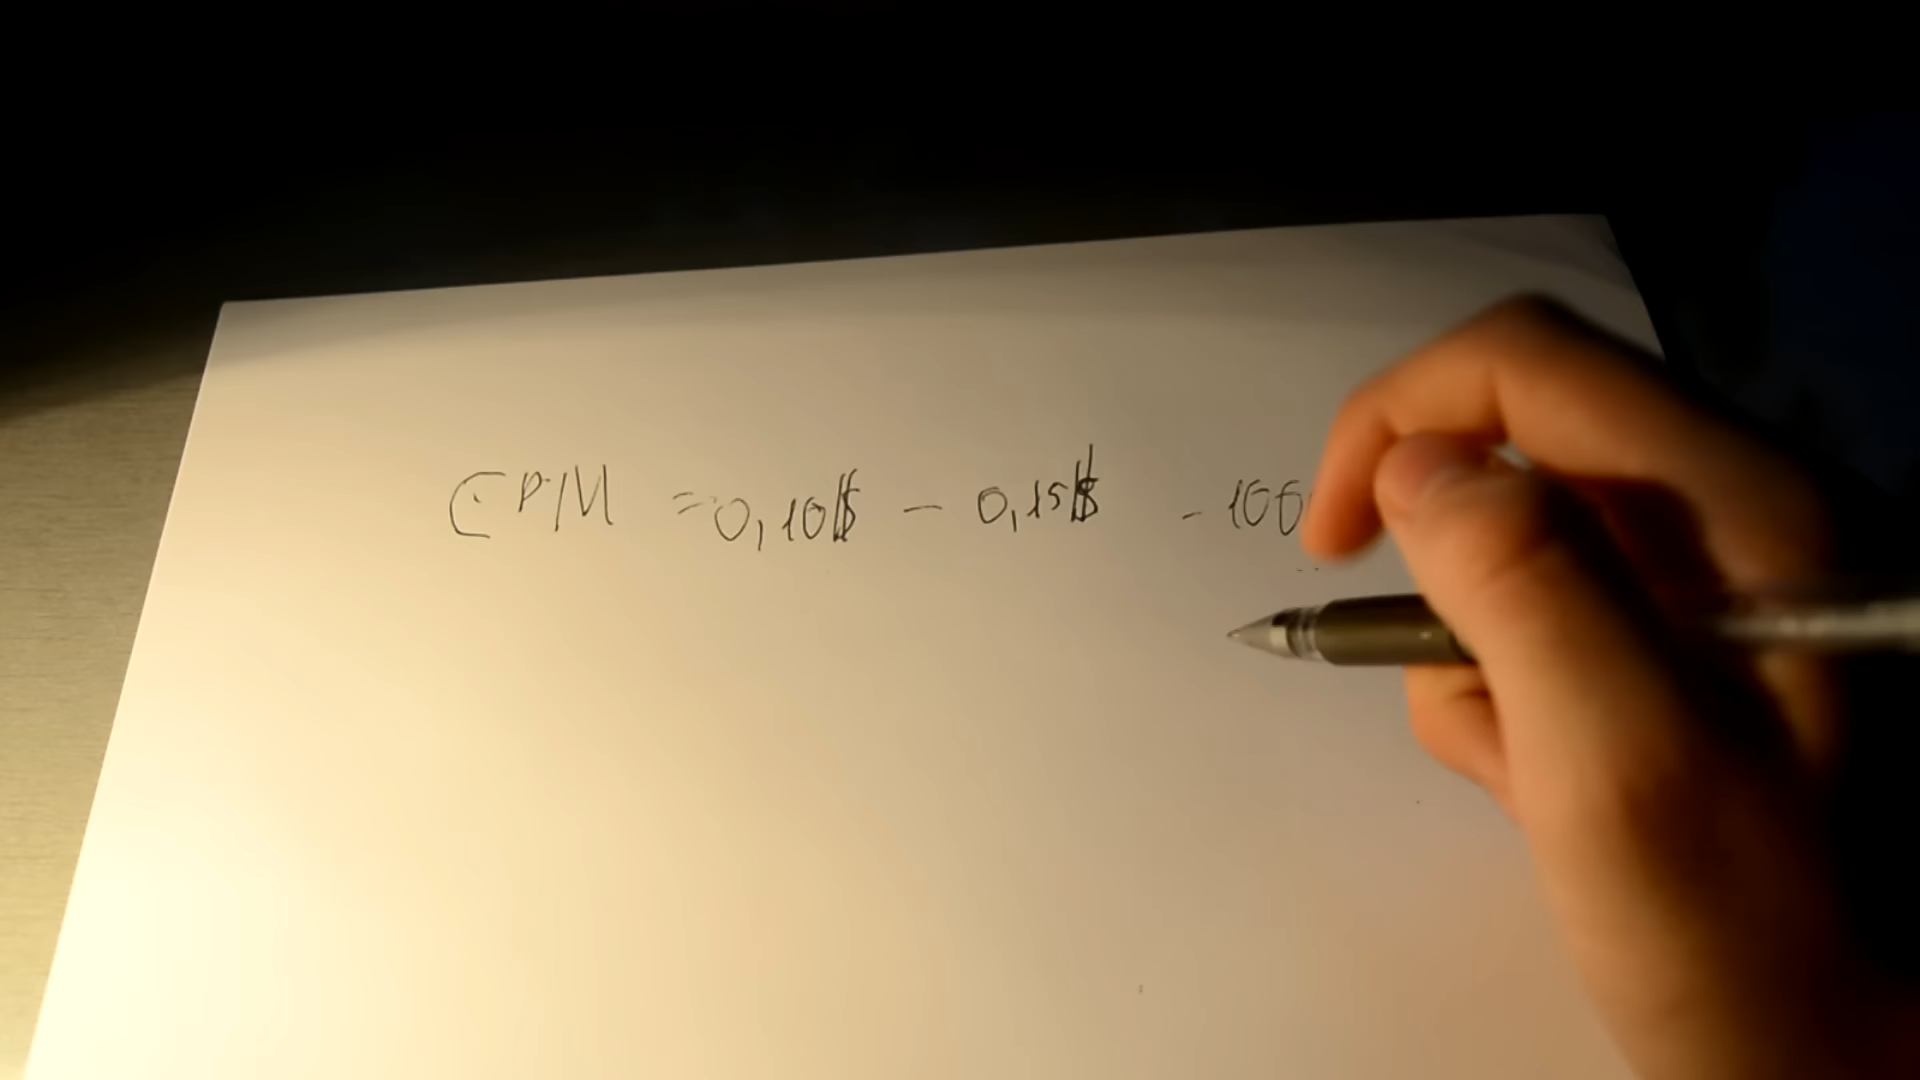 CPM = 0,10$ - 0,15$ - 100